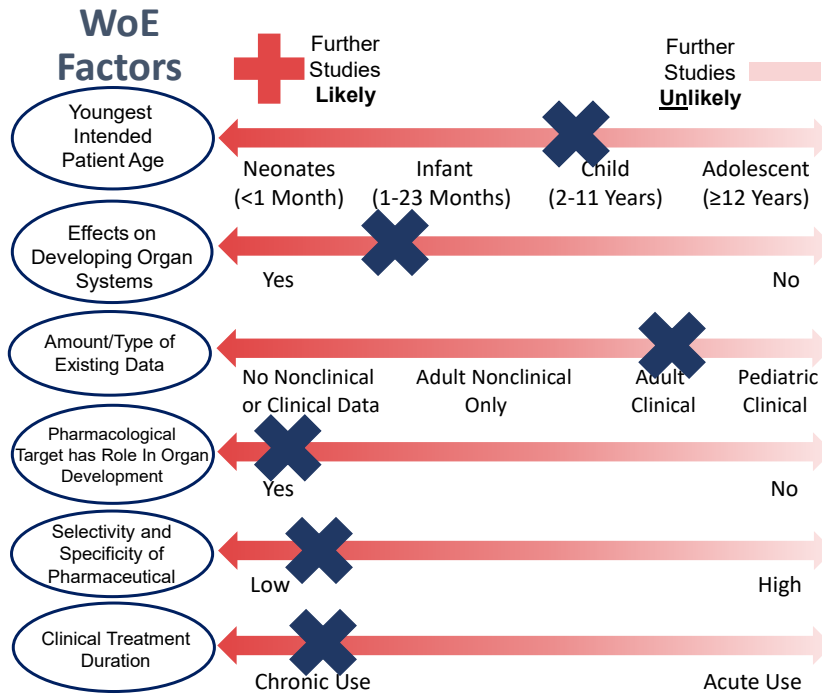 WoE
Factors
Further
Studies
Likely
Further
Studies
Unlikely
Youngest
Intended
Patient Age
Neonates
(<1 Month)
Infant
(1-23 Months)
Child
(2-11 Years)
Adolescent
(≥12 Years)
Effects on
Developing Organ
Systems
Yes
No
Amount/Type of
Existing Data
No Nonclinical
or Clinical Data
Adult Nonclinical
Only
Adult
Clinical
Pediatric
Clinical
Pharmacological
Target has Role In Organ
Development
Yes
No
Selectivity and
Specificity of
Pharmaceutical
Low
High
Clinical Treatment
Duration
Chronic Use
Acute Use